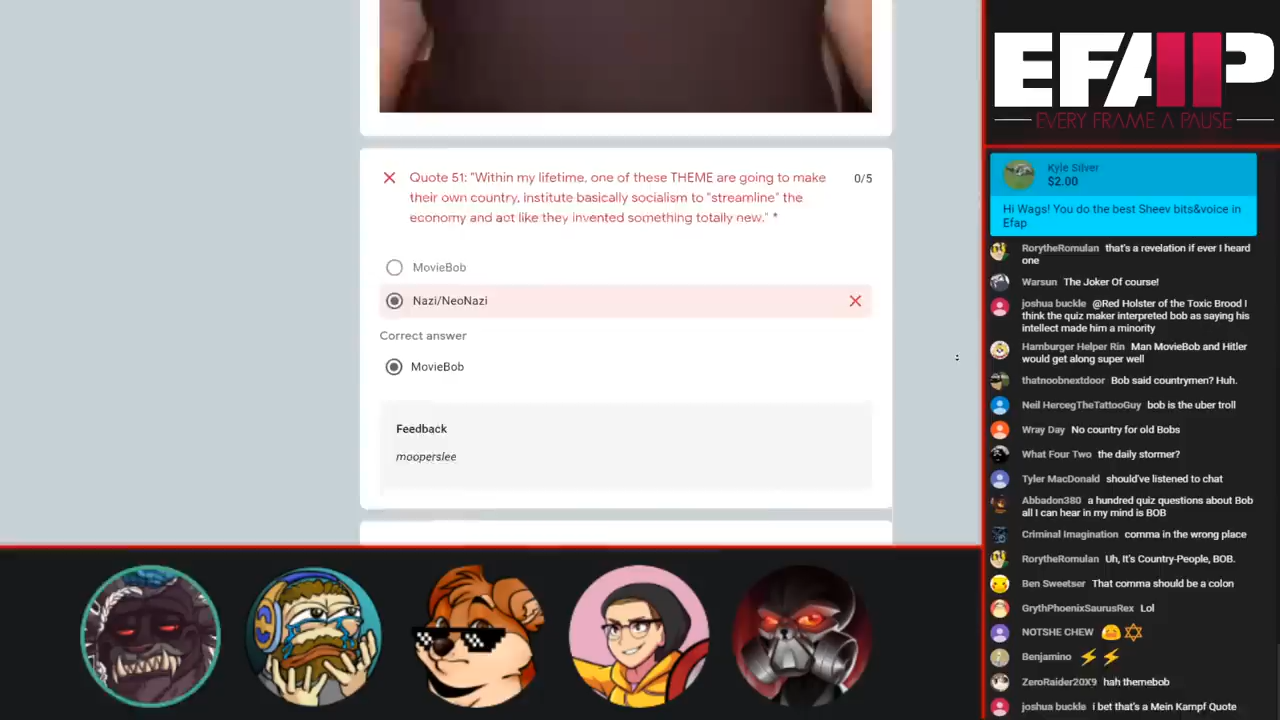 Quote 51: "Within my lifetime, one of these THEME are going to make
0/5
their own country, institute basically socialism to "streamline" the
economy and act like they invented something totally new." *
MovieBob
Nazi/NeoNazi
Correct answer
MovieBob
Feedback
mooperslee
EFAP
EVERY FRAME A PAUSE
Kyle Silver
$2.00
Hi Wags! You do the best Sheev bits&voice in
Efap
RorytheRomulan that's a revelation if ever I heard
one
Warsun The Joker Of course!
joshua buckle @Red Holster of the Toxic Brood I
think the quiz maker interpreted bob as saying his
intellect made him a minority
Hamburger Helper Rin Man MovieBob and Hitler
would get along super well
thatnoobnextdoor Bob said countrymen? Huh.
Neil HercegTheTattooGuy bob is the uber troll
Wray Day No country for old Bobs
What Four Two the daily stormer?
Tyler MacDonald should've listened to chat
Abbadon380 a hundred quiz questions about Bob
all I can hear in my mind is BOB
Criminal Imagination comma in the wrong place
RorytheRomulan Uh, It's Country-People, BOB.
Ben Sweetser That comma should be a colon
GrythPhoenixSaurusRex Lol
NOTSHE CHEW
Benjamino
ZeroRaider20X9 hah themebob
joshua buckle i bet that's a Mein Kampf Quote